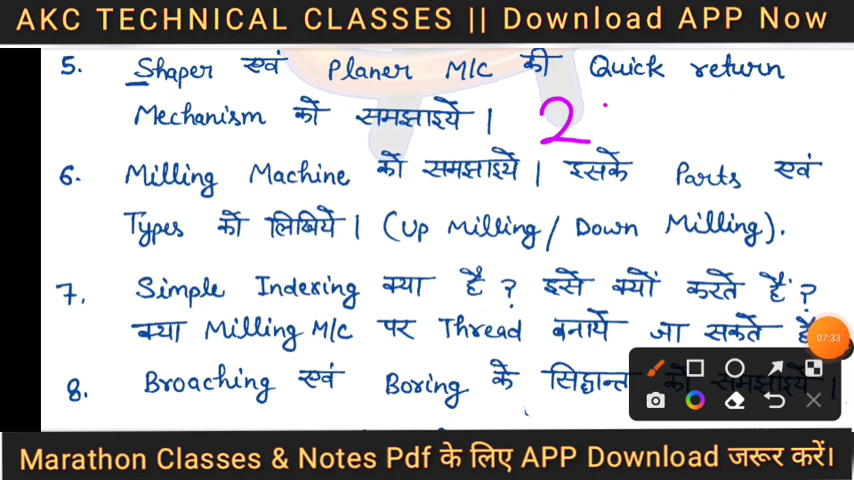 AKC TECHNICAL CLASSES || Download APP Now
5. Shaper एवं Planer M/C की Quick return
Mechanism को समझाइये |
2
6. Milling Machine को समझाइये | इसके Parts एवं
Types को लिखिये | (Up Milling / Down Milling).
7. Simple Indexing क्या है ? इसे क्यों करते हैं ?
क्या Milling M/C पर Thread बनाये जा सकते है
07:33
8. Broaching एवं Boring के सिद्धान्त को समझाइये |
Marathon Classes & Notes Pdf के लिए APP Download जरूर करें।